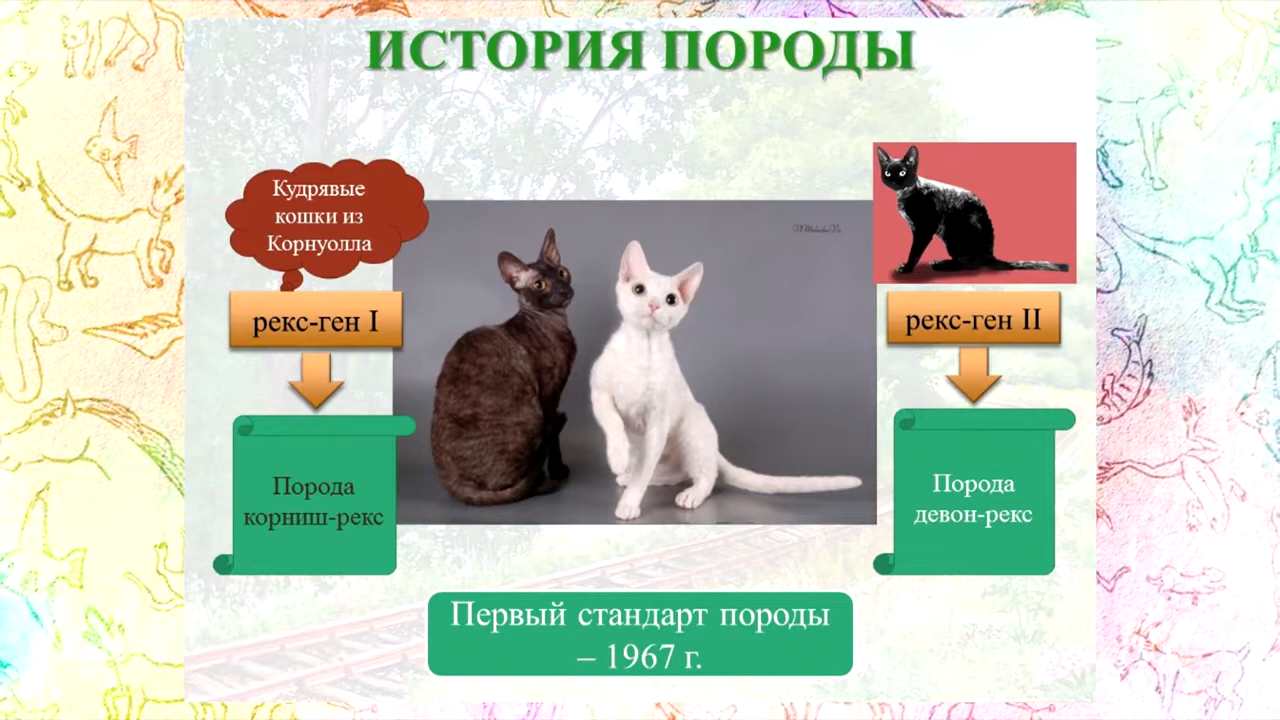 ИСТОРИЯ ПОРОДЫ
Кудрявые
кошки из
Корнуолла
рекс-ген I
рекс-ген II
Порода
корниш-рекс
Порода
девон-рекс
Первый стандарт породы
– 1967 г.